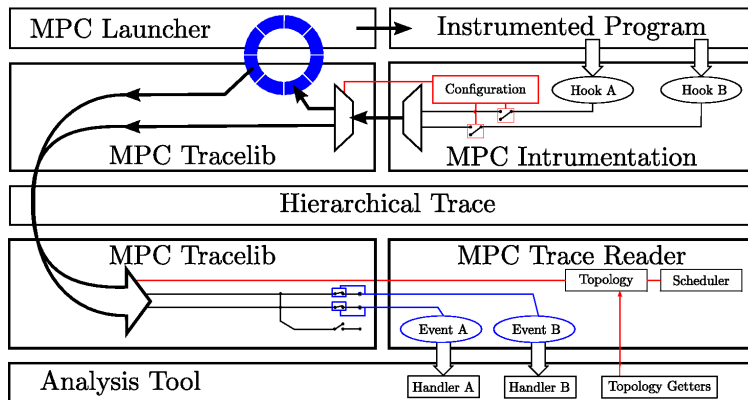 MPC Launcher
Instrumented Program
Configuration
Hook A
Hook B
MPC Tracelib
MPC Intrumentation
Hierarchical Trace
MPC Tracelib
MPC Trace Reader
Topology
Scheduler
Event A
Event B
Analysis Tool
Handler A
Handler B
Topology Getters